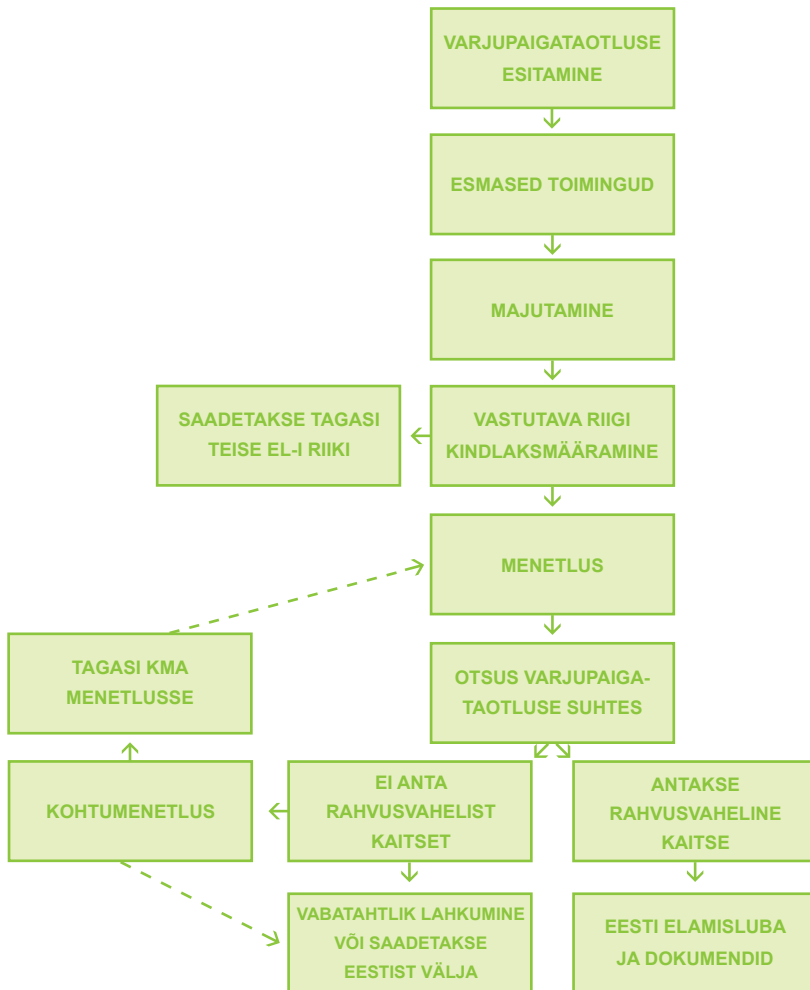 VARJUPAIGATAOTLUSE
ESITAMINE
ESMASED TOIMINGUD
MAJUTAMINE
SAADETAKSE TAGASI
TEISE EL-I RIIKI
VASTUTAVA RIIGI
KINDLAKSMÄÄRAMINE
MENETLUS
TAGASI KMA
MENETLUSSE
OTSUS VARJUPAIGA-
TAOTLUSE SUHTES
KOHTUMENETLUS
EI ANTA
RAHVUSVAHELIST
KAITSET
ANTAKSE
RAHVUSVAHELINE
KAITSE
VABATAHTLIK LAHKUMINE
VÕI SAADETAKSE
EESTIST VÄLJA
EESTI ELAMISLUBA
JA DOKUMENDID